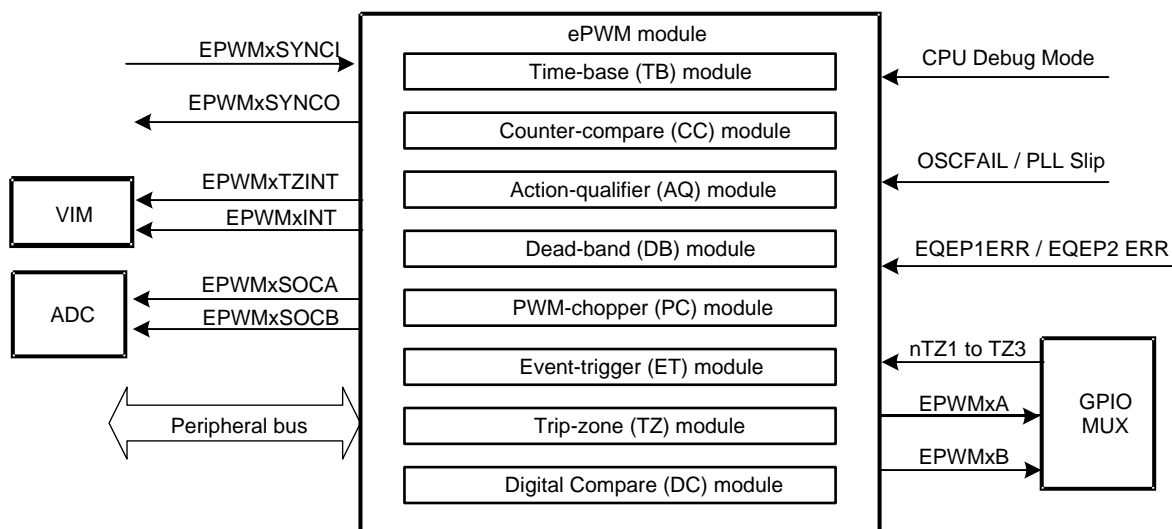 ePWM module
EPWMxSYNCI
Time-base (TB) module
CPU Debug Mode
EPWMxSYNCO
Counter-compare (CC) module
OSCFAIL / PLL Slip
EPWMxTZINT
Action-qualifier (AQ) module
VIM
EPWMxINT
Dead-band (DB) module
EQEP1ERR / EQEP2 ERR
EPWMxSOCA
ADC
PWM-chopper (PC) module
EPWMxSOCB
nTZ1 to TZ3
Event-trigger (ET) module
EPWMxA
GPIO
MUX
Peripheral bus
Trip-zone (TZ) module
EPWMxB
Digital Compare (DC) module